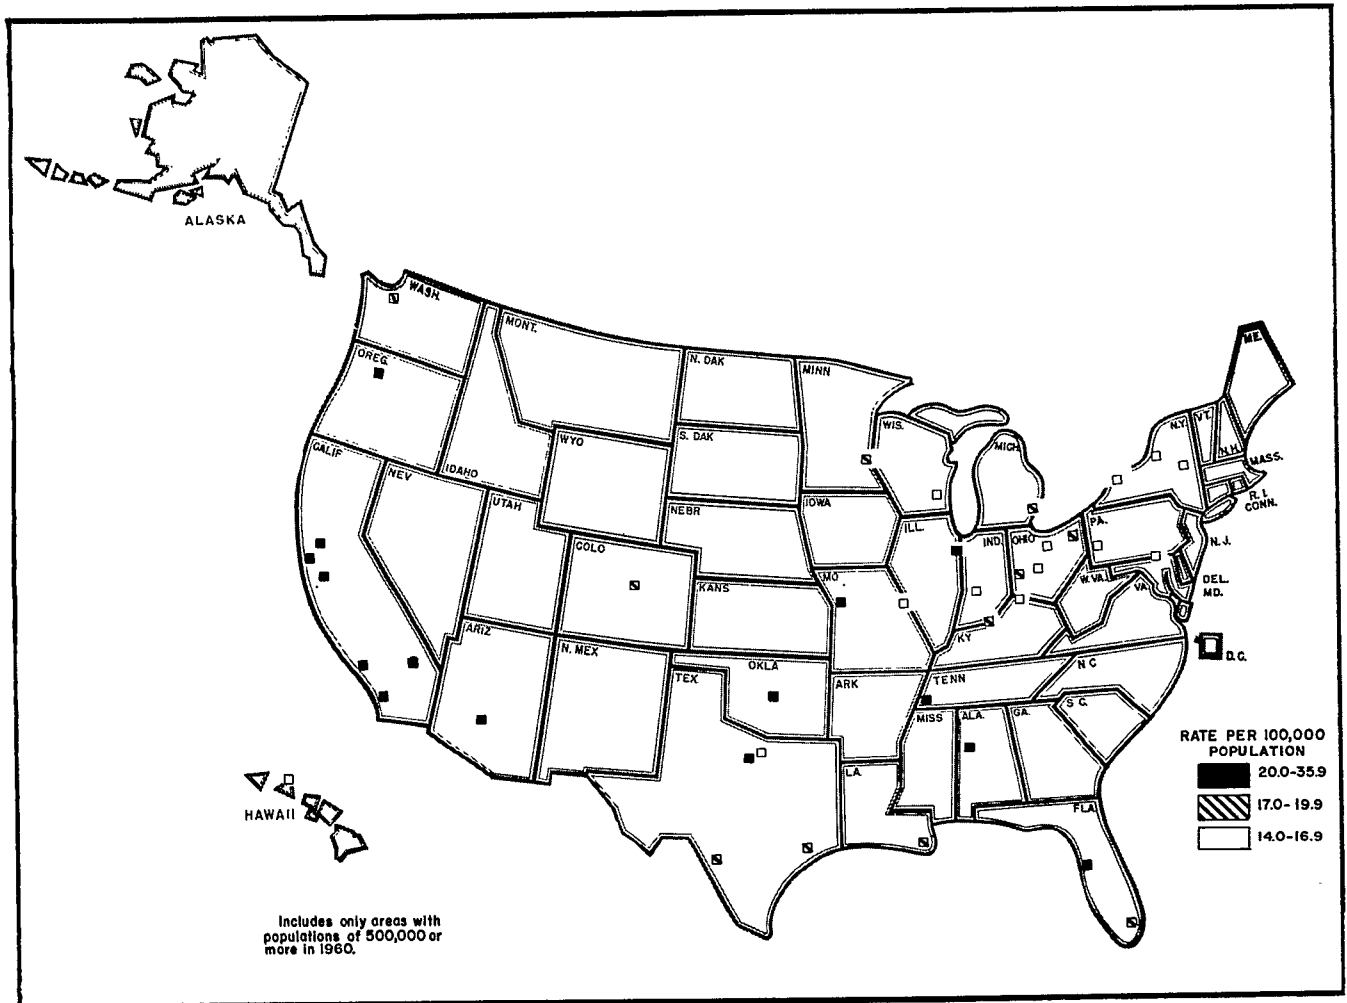 ALASKA
WASH.
MONT.
N. DAK
MINN
ME.
OREG.
WIS.
MICH.
N.Y.
VT.
N.H.
MASS.
R. I.
CONN.
CALIF
NEV
IDAHO
WYO
S. DAK
UTAH
NEBR
IOWA
ILL.
IND.
OHIO
PA.
N. J.
COLO
KANS
MO
W.VA.
VA.
DEL.
MD.
KY
ARIZ
N. MEX
OKLA
TEX
ARK
TENN
N C
D.C.
S C.
MISS
ALA.
GA.
LA.
FLA.
HAWAII
RATE PER 100,000
POPULATION
20.0-35.9
17.0-19.9
14.0-16.9
Includes only areas with
populations of 500,000 or
more in 1960.